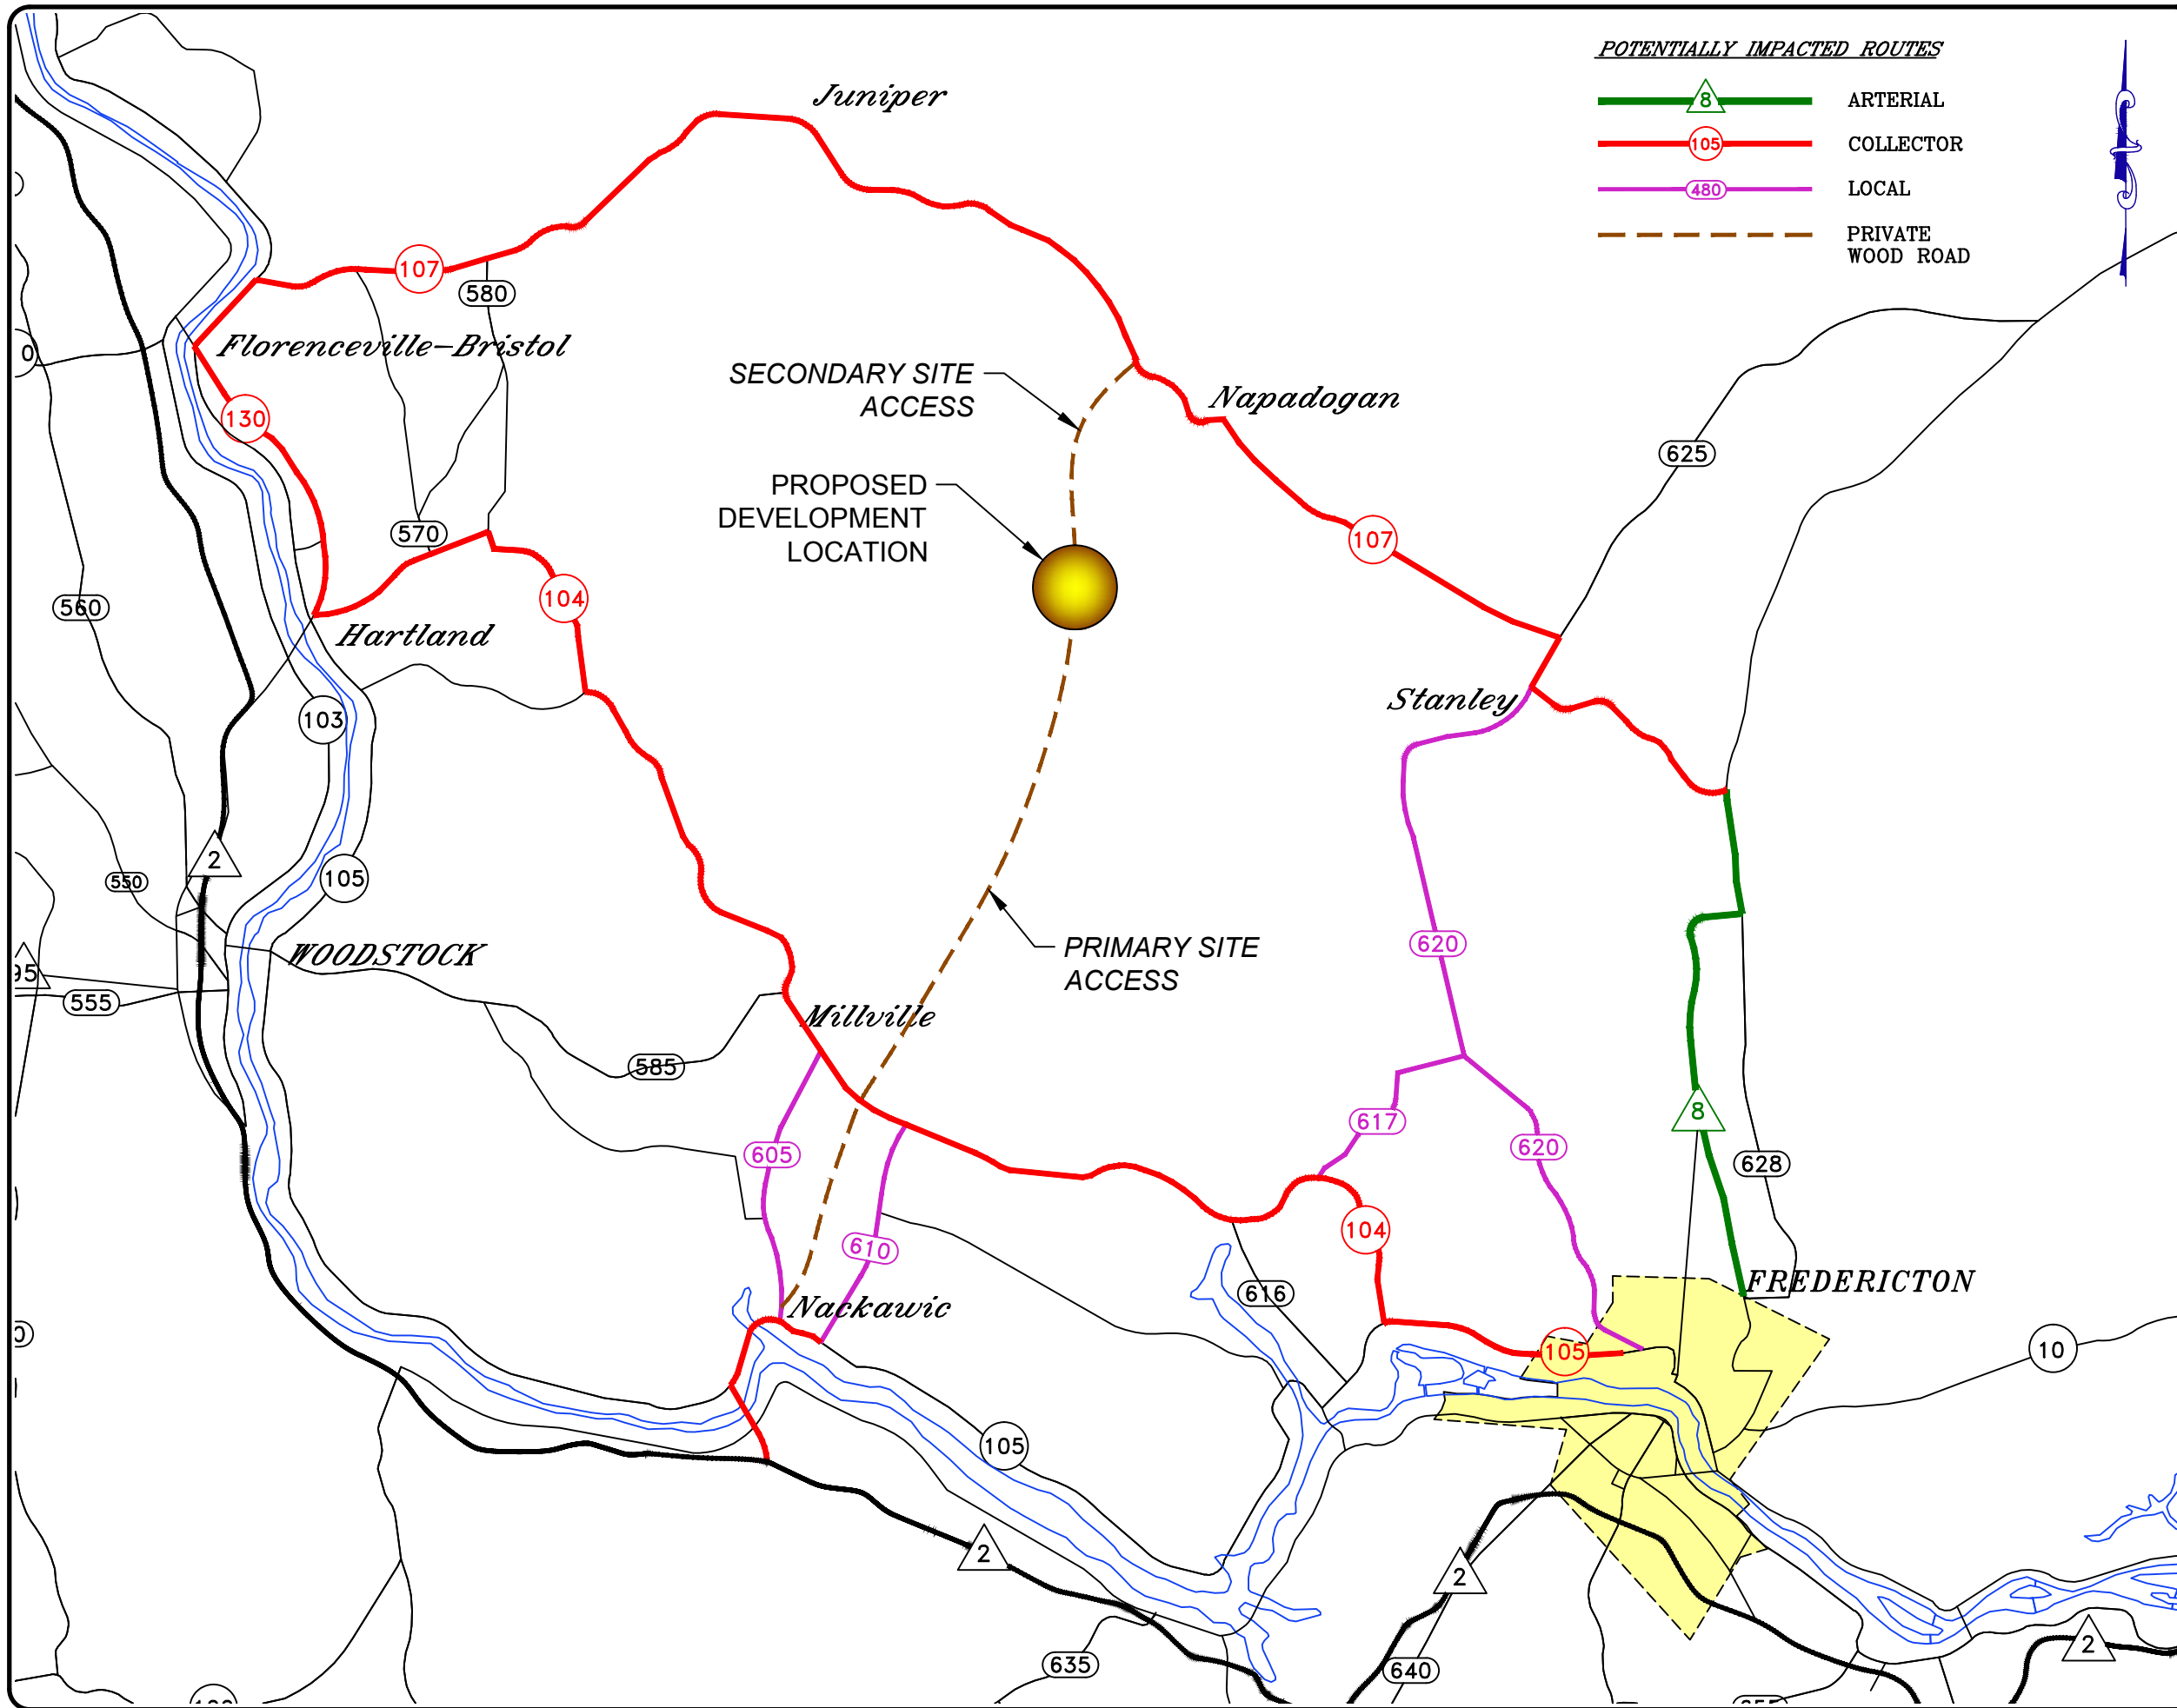 POTENTIALLY IMPACTED ROUTES
8
ARTERIAL
105
COLLECTOR
480
LOCAL
PRIVATE
WOOD ROAD
Juniper
107
580
Florenceville-Bristol
0
130
SECONDARY SITE
ACCESS
Napadogan
625
PROPOSED
DEVELOPMENT
LOCATION
570
107
104
560
Hartland
Stanley
103
2
550
105
620
WOODSTOCK
PRIMARY SITE
ACCESS
95
555
Millville
585
8
617
605
620
628
610
104
FREDERICTON
616
Nackawic
0
105
10
105
2
2
2
635
640